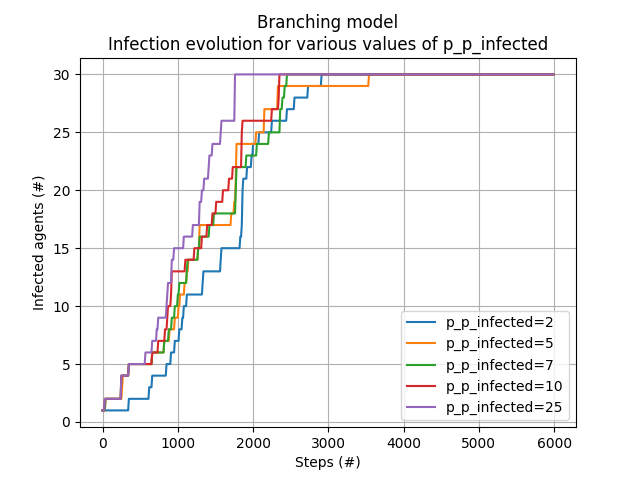 Branching model
Infection evolution for various values of p_p_infected
30
25
20
15
10
5
0
Infected agents (#)
p_p_infected=2
p_p_infected=5
p_p_infected=7
p_p_infected=10
p_p_infected=25
0 1000 2000 3000 4000 5000 6000
Steps (#)